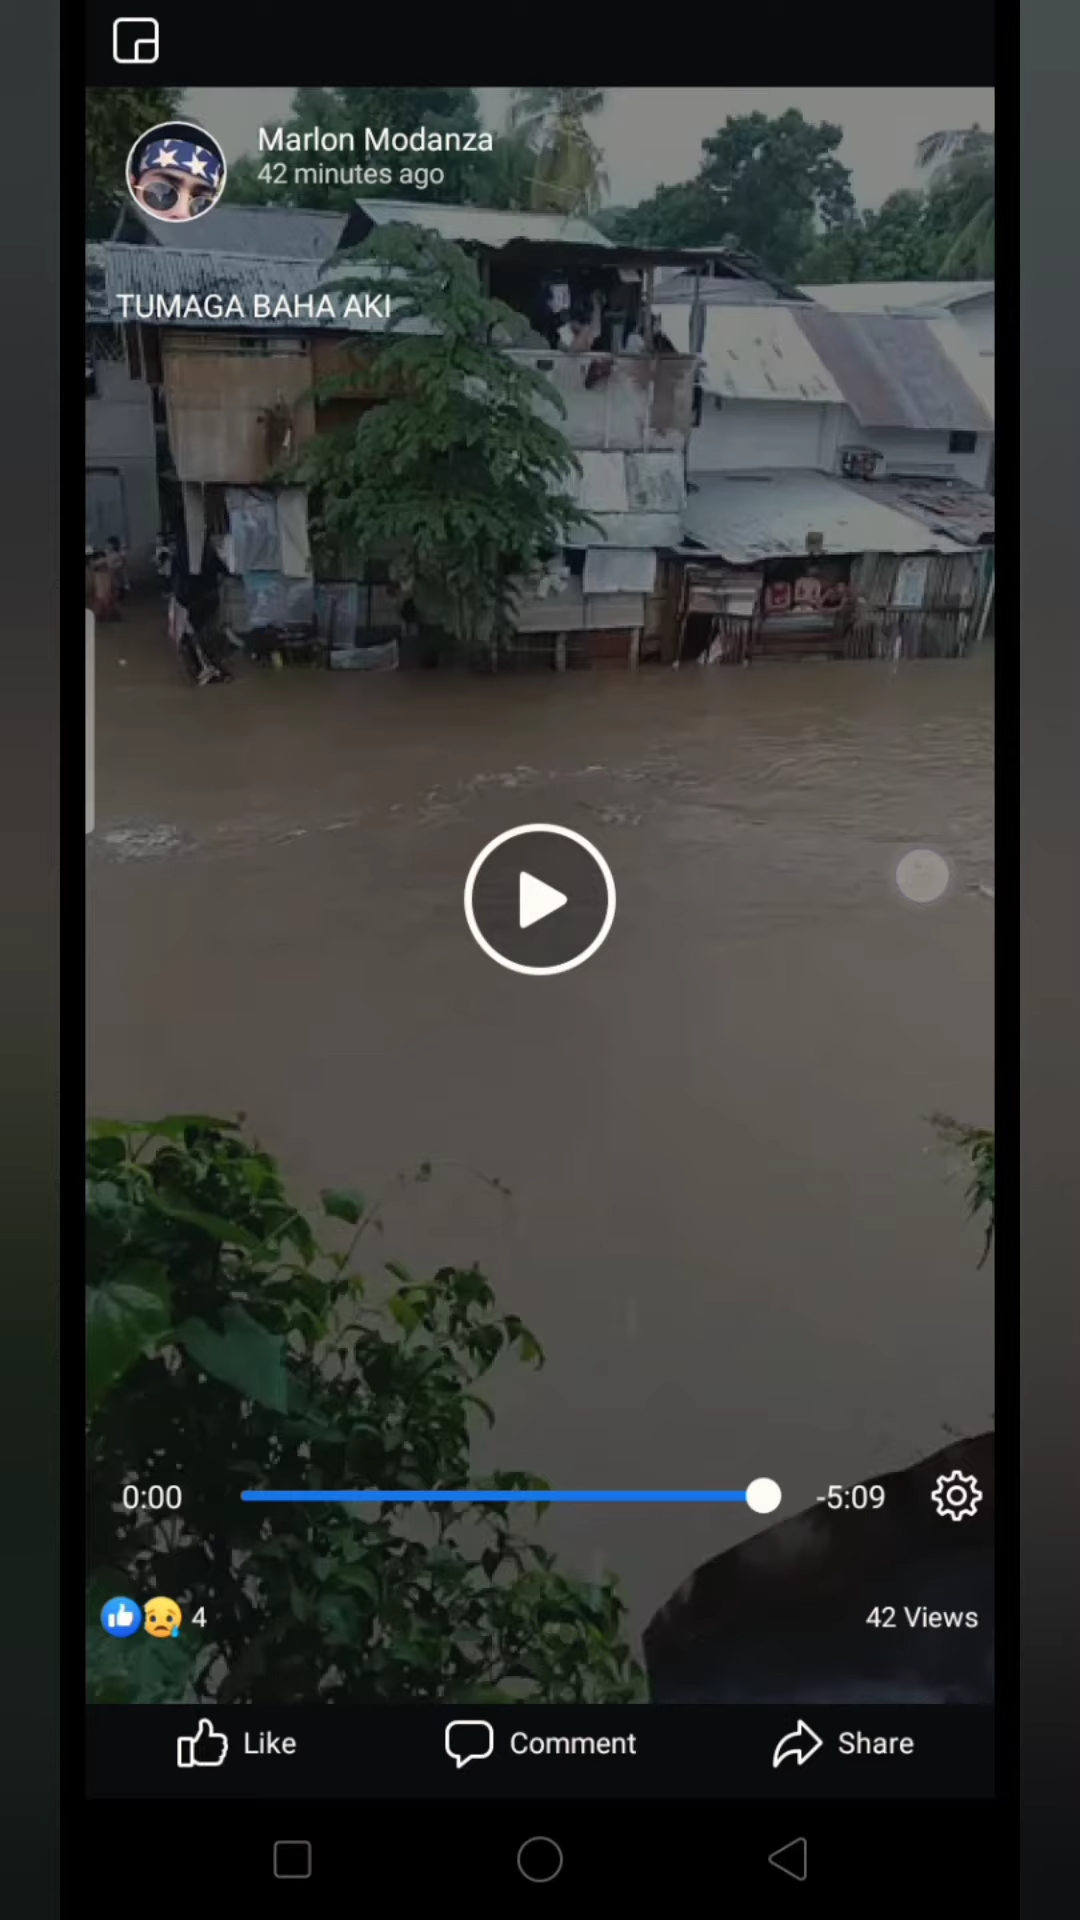 Marlon Modanza
42 minutes ago
TUMAGA BAHA AKI
0:00
-5:09
4
42 Views
Like
Comment
Share